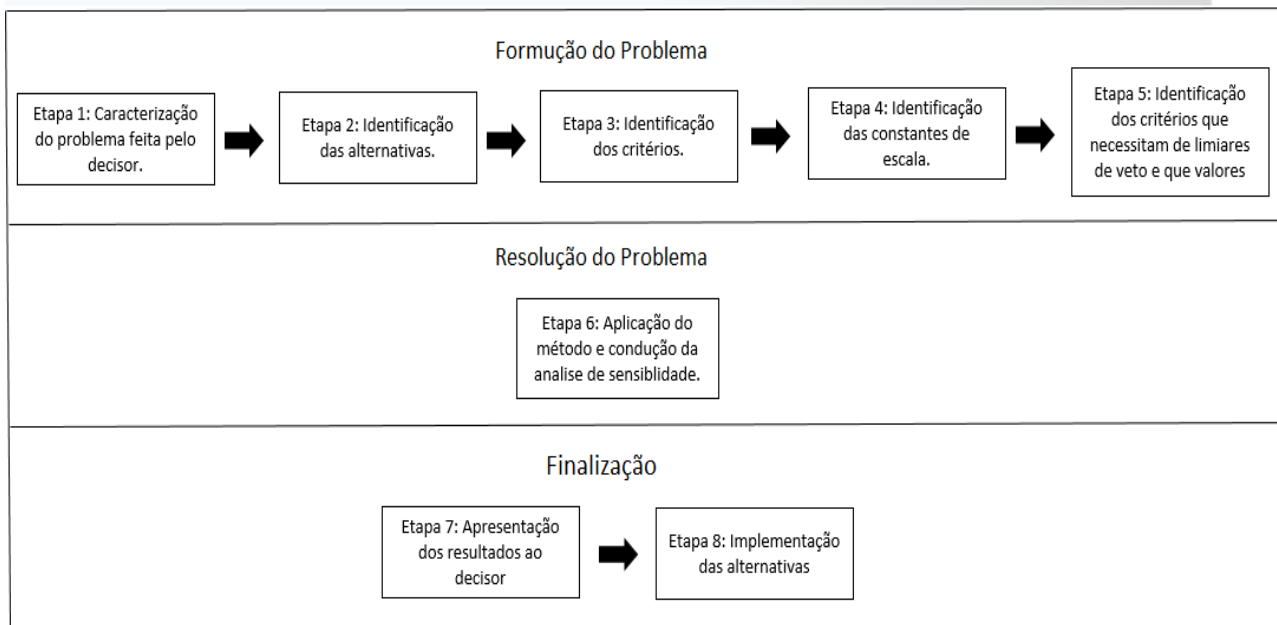 Formução do Problema
Etapa 1: Caracterização
do problema feita pelo
decisor.
Etapa 2: Identificação
das alternativas.
Etapa 3: Identificação
dos critérios.
Etapa 4: Identificação
das constantes de
escala.
Etapa 5: Identificação
dos critérios que
necessitam de limiares
de veto e que valores
Resolução do Problema
Etapa 6: Aplicação do
método e condução da
analise de sensiblidade.
Finalização
Etapa 7: Apresentação
dos resultados ao
decisor
Etapa 8: Implementação
das alternativas